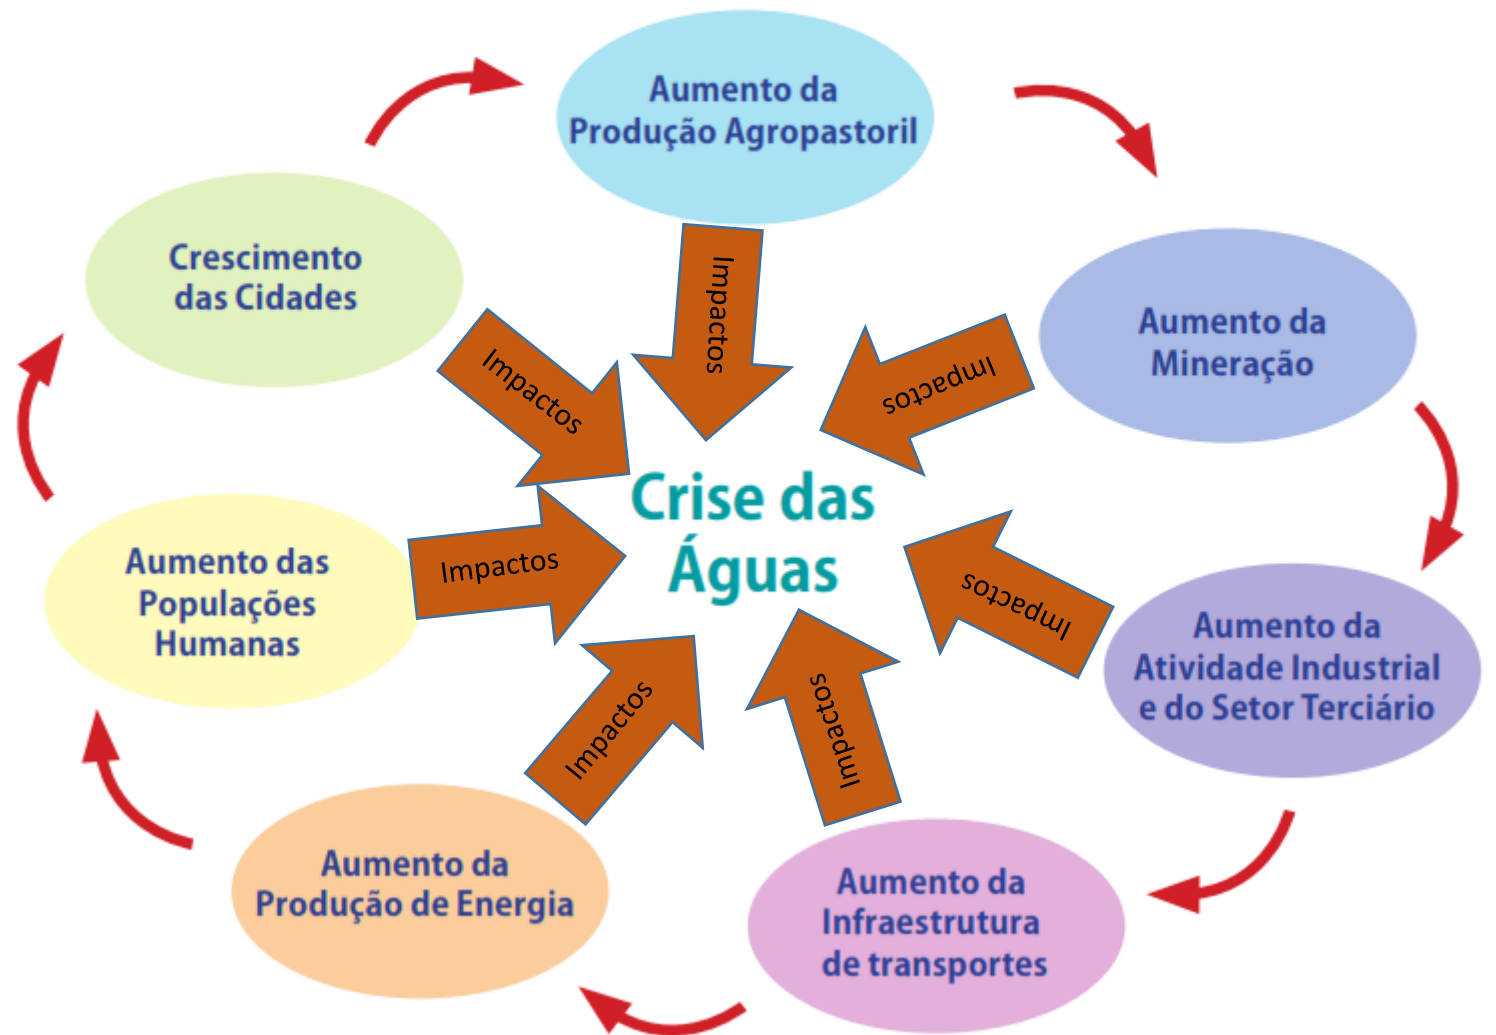 Aumento da
Produção Agropastoril
Crescimento
das Cidades
Impactos
Aumento da
Mineração
Impactos
Impactos
Crise das
Águas
Aumento das
Populações
Humanas
Impactos
Impactos
Aumento da
Atividade Industrial
e do Setor Terciário
Impactos
Impactos
Aumento da
Produção de Energia
Aumento da
Infraestrutura
de transportes